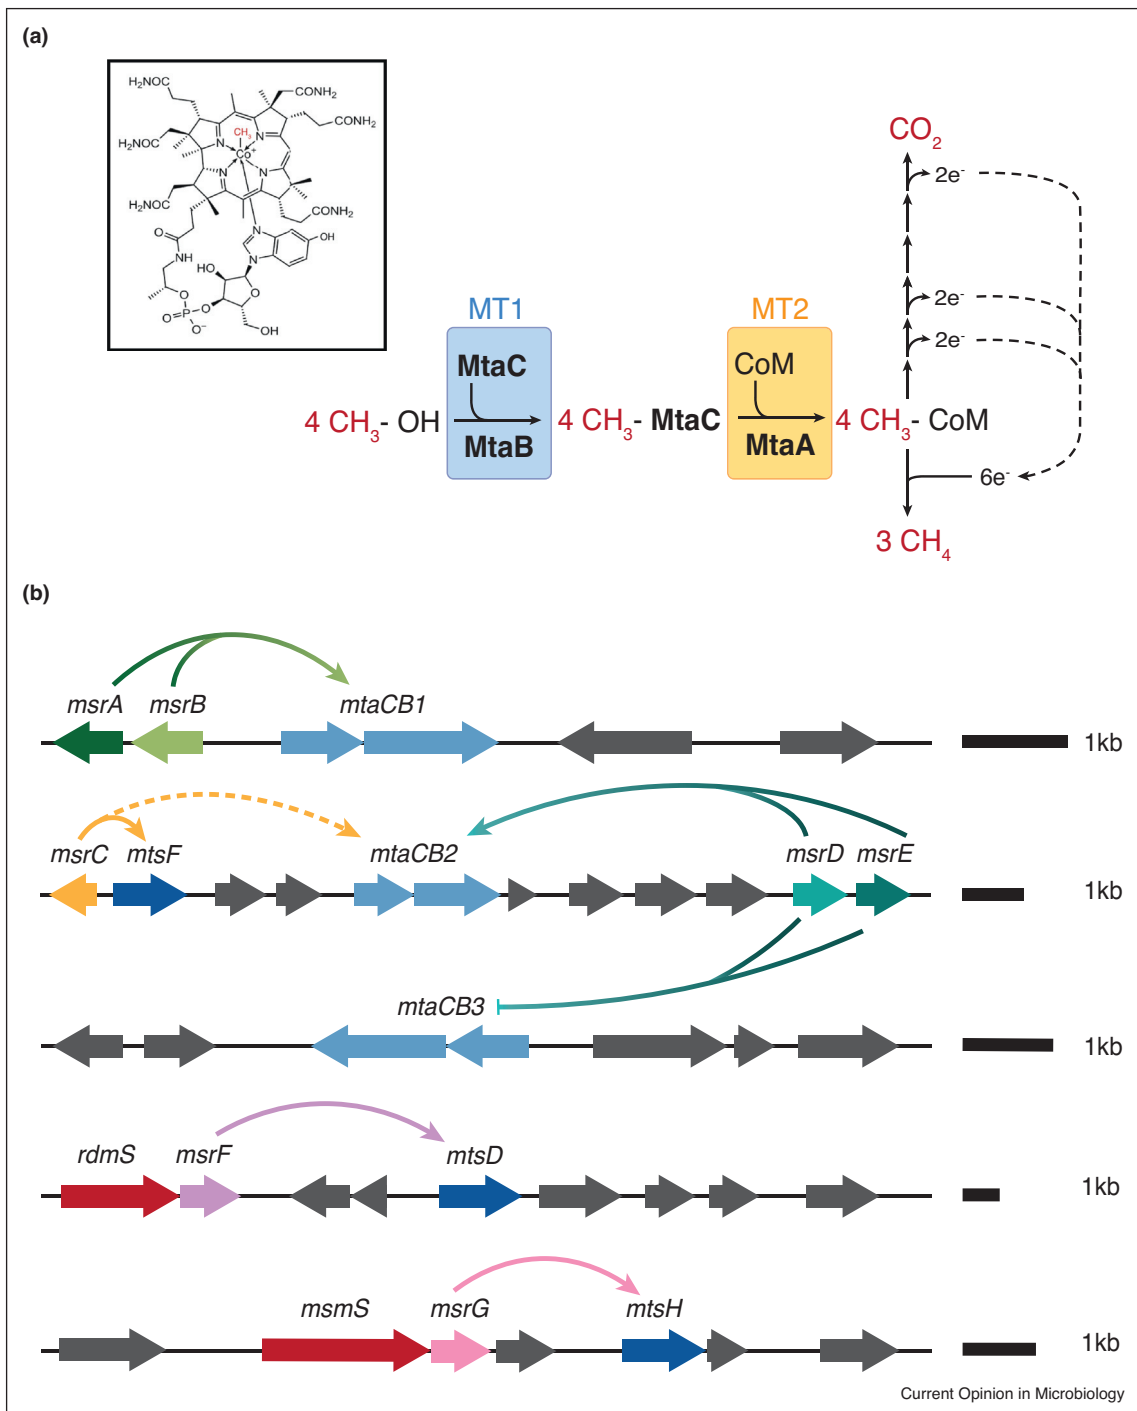 (a)
H₂NOC
CONH₂
CONH₂
H₂NOC
CH₃
N
N
Co⁺
N
N
H₂NOC
CONH₂
O
NH
N
OH
N
HO
O
O
O
P
O
O⁻
OH
CO₂
2e⁻
2e⁻
2e⁻
MT1
MT2
MtaC
CoM
4 CH₃- OH
4 CH₃- MtaC
4 CH₃- CoM
MtaB
MtaA
6e⁻
3 CH₄
(b)
msrA
msrB
mtaCB1
1kb
msrC
mtsF
mtaCB2
msrD
msrE
1kb
mtaCB3
1kb
rdmS
msrF
mtsD
1kb
msmS
msrG
mtsH
1kb
Current Opinion in Microbiology